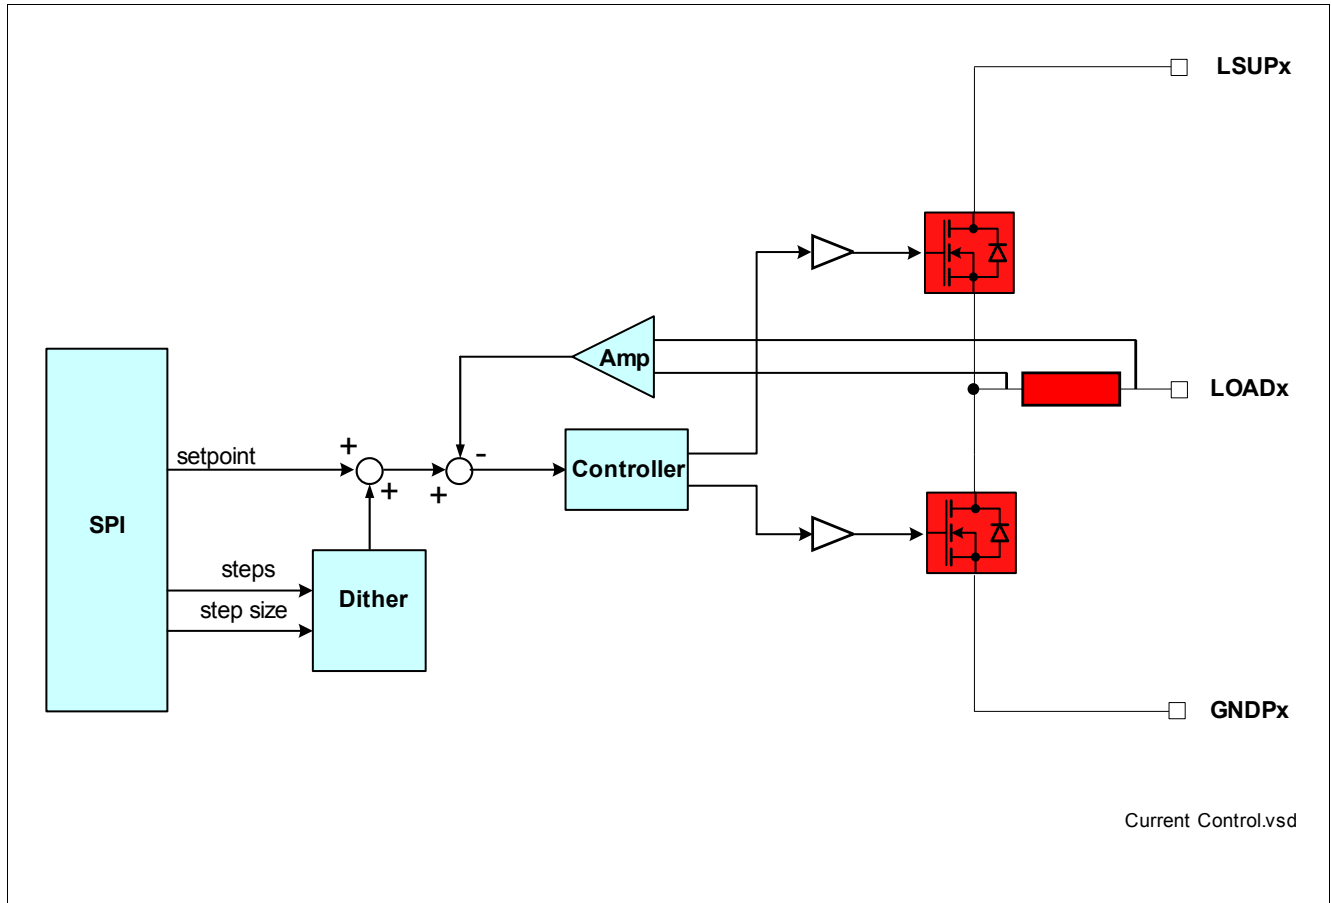 LSUPx
Amp
LOADx
+
-
setpoint
Controller
+
+
SPI
steps
Dither
step size
GNDPx
Current Control.vsd